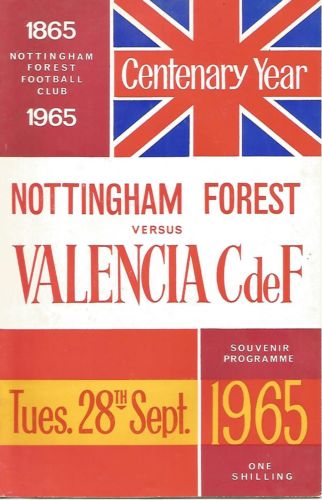 1865
NOTTINGHAM
FOREST
FOOTBALL
CLUB
1965
Centenary Year
NOTTINGHAM FOREST
VERSUS
VALENCIA CdeF
Tues. 28TH Sept.
SOUVENIR
PROGRAMME
1965
ONE
SHILLING